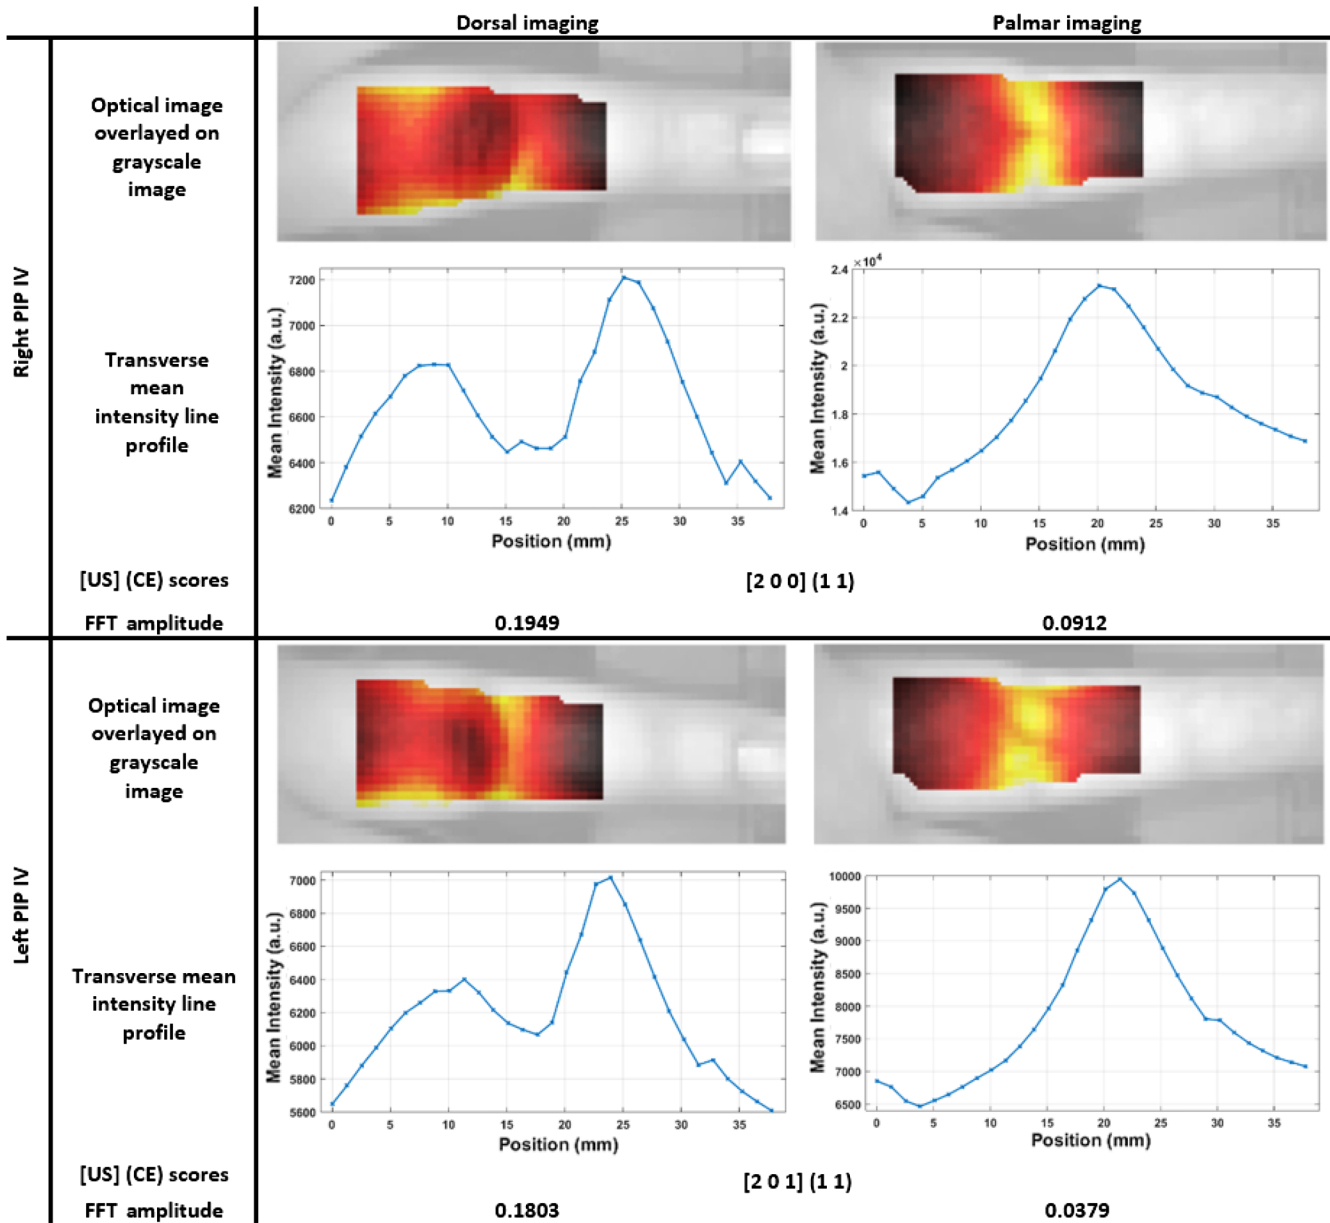 Dorsal imaging
Palmar imaging
Right PIP IV
Optical image
overlayed on
grayscale
image
Transverse
mean
intensity line
profile
Mean Intensity (a.u.)
7200
7000
6800
6600
6400
6200
0 5 10 15 20 25 30 35
Position (mm)
×10⁴
Mean Intensity (a.u.)
2.4
2.2
2
1.8
1.6
1.4
0 5 10 15 20 25 30 35
Position (mm)
[US] (CE) scores
[2 0 0] (1 1)
FFT amplitude
0.1949
0.0912
Left PIP IV
Optical image
overlayed on
grayscale
image
Transverse mean
intensity line
profile
Mean Intensity (a.u.)
7000
6800
6600
6400
6200
6000
5800
5600
0 5 10 15 20 25 30 35
Position (mm)
Mean Intensity (a.u.)
10000
9500
9000
8500
8000
7500
7000
6500
0 5 10 15 20 25 30 35
Position (mm)
[US] (CE) scores
[2 0 1] (1 1)
FFT amplitude
0.1803
0.0379